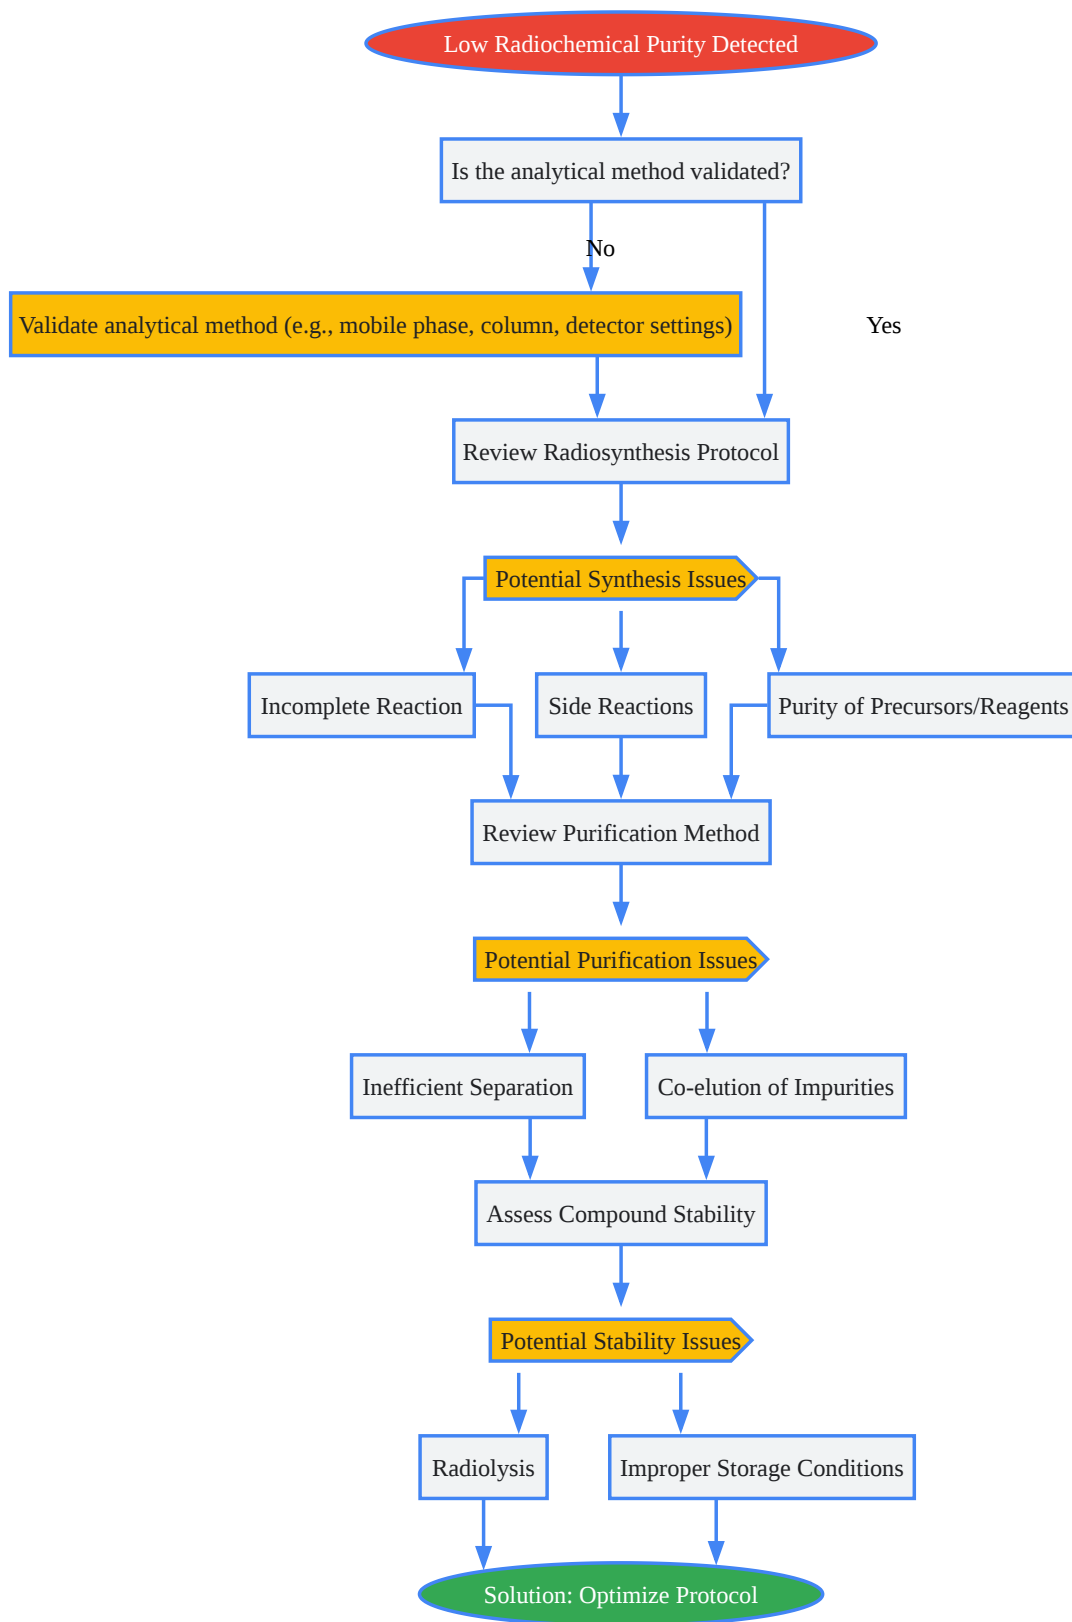 Low Radiochemical Purity Detected
Is the analytical method validated?
No
Validate analytical method (e.g., mobile phase, column, detector settings)
Yes
Review Radiosynthesis Protocol
Potential Synthesis Issues
Incomplete Reaction
Side Reactions
Purity of Precursors/Reagents
Review Purification Method
Potential Purification Issues
Inefficient Separation
Co-elution of Impurities
Assess Compound Stability
Potential Stability Issues
Radiolysis
Improper Storage Conditions
Solution: Optimize Protocol